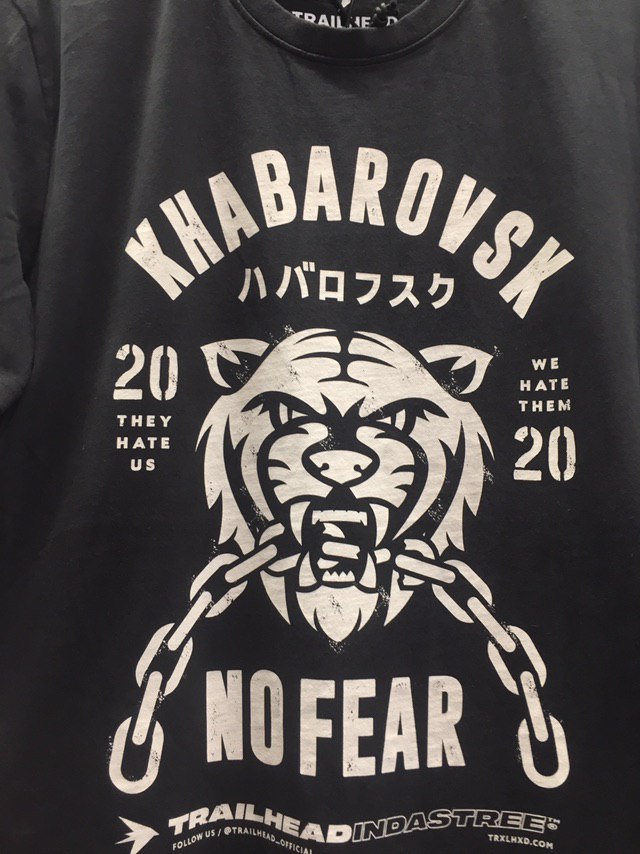 TRAILHEAD
KHABAROVSK
ハバロフスク
20
THEY
HATE
US
WE
HATE
THEM
20
NO FEAR
TRAILHEADINDASTREE™
FOLLOW US / @TRAILHEAD_OFFICIAL
TRXLHXD.COM